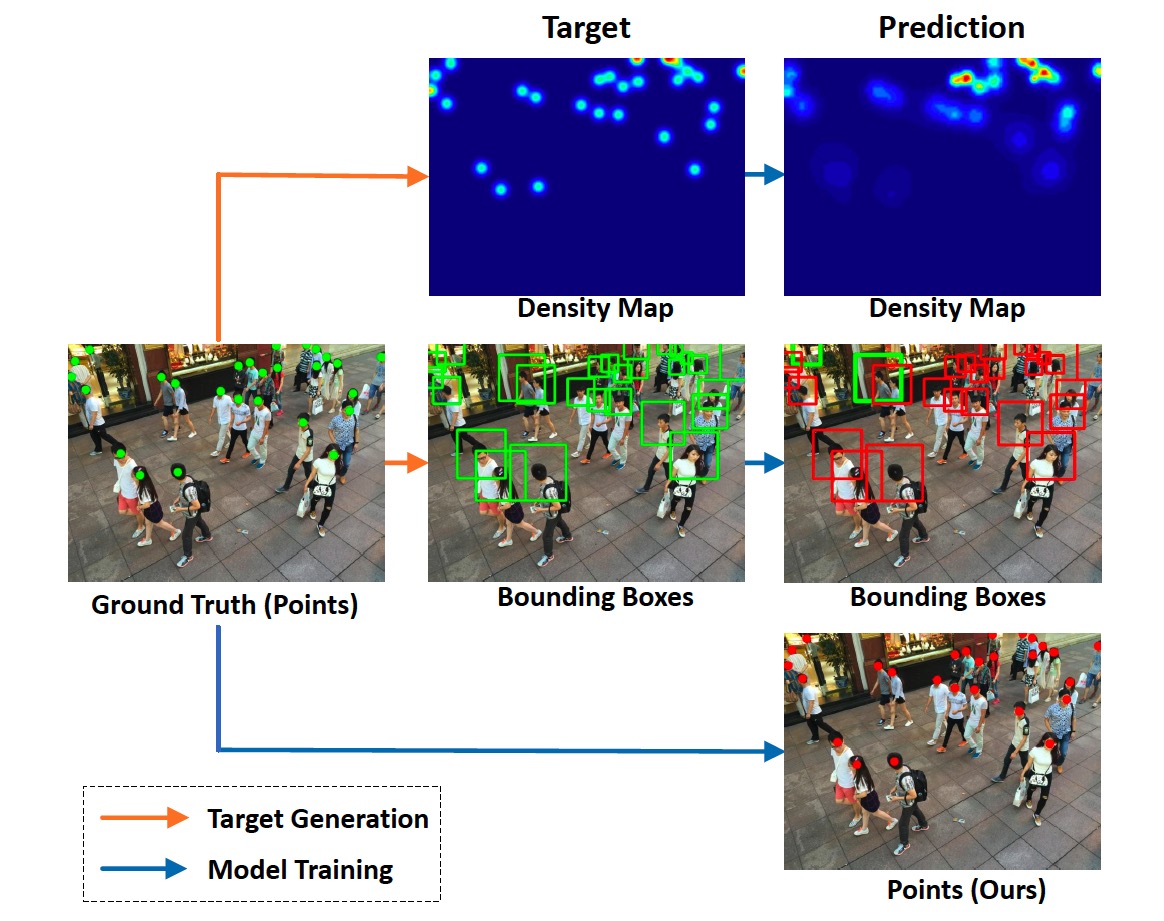 Target
Prediction
Density Map
Density Map
Ground Truth (Points)
Bounding Boxes
Bounding Boxes
Target Generation
Model Training
Points (Ours)